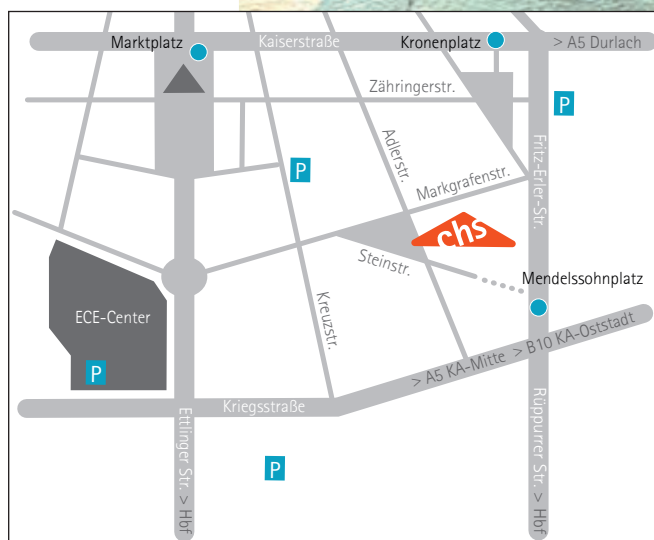 Marktplatz
Kaiserstraße
Kronenplatz
> A5 Durlach
Zähringerstr.
P
Adlerstr.
Fritz-Erler-Str.
P
Markgrafenstr.
chs
Steinstr.
Mendelssohnplatz
Kreuzstr.
ECE-Center
P
> A5 KA-Mitte > B10 KA-Oststadt
Kriegsstraße
Ettlinger Str. > Hbf
Rüppurrer Str. > Hbf
P